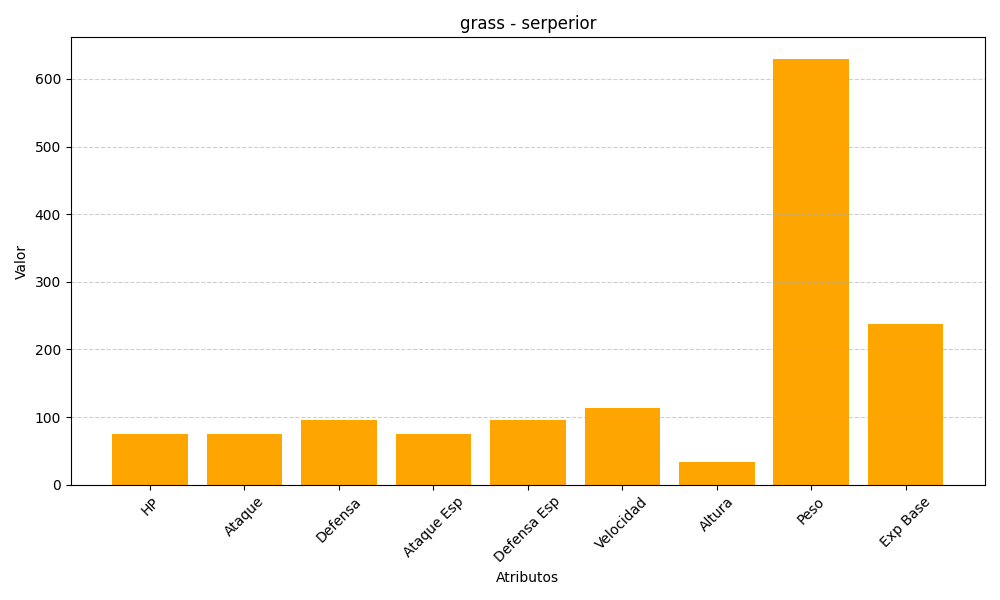 grass - serperior
Valor
600
500
400
300
200
100
0
HP
Ataque
Defensa
Ataque Esp
Defensa Esp
Velocidad
Altura
Peso
Exp Base
Atributos